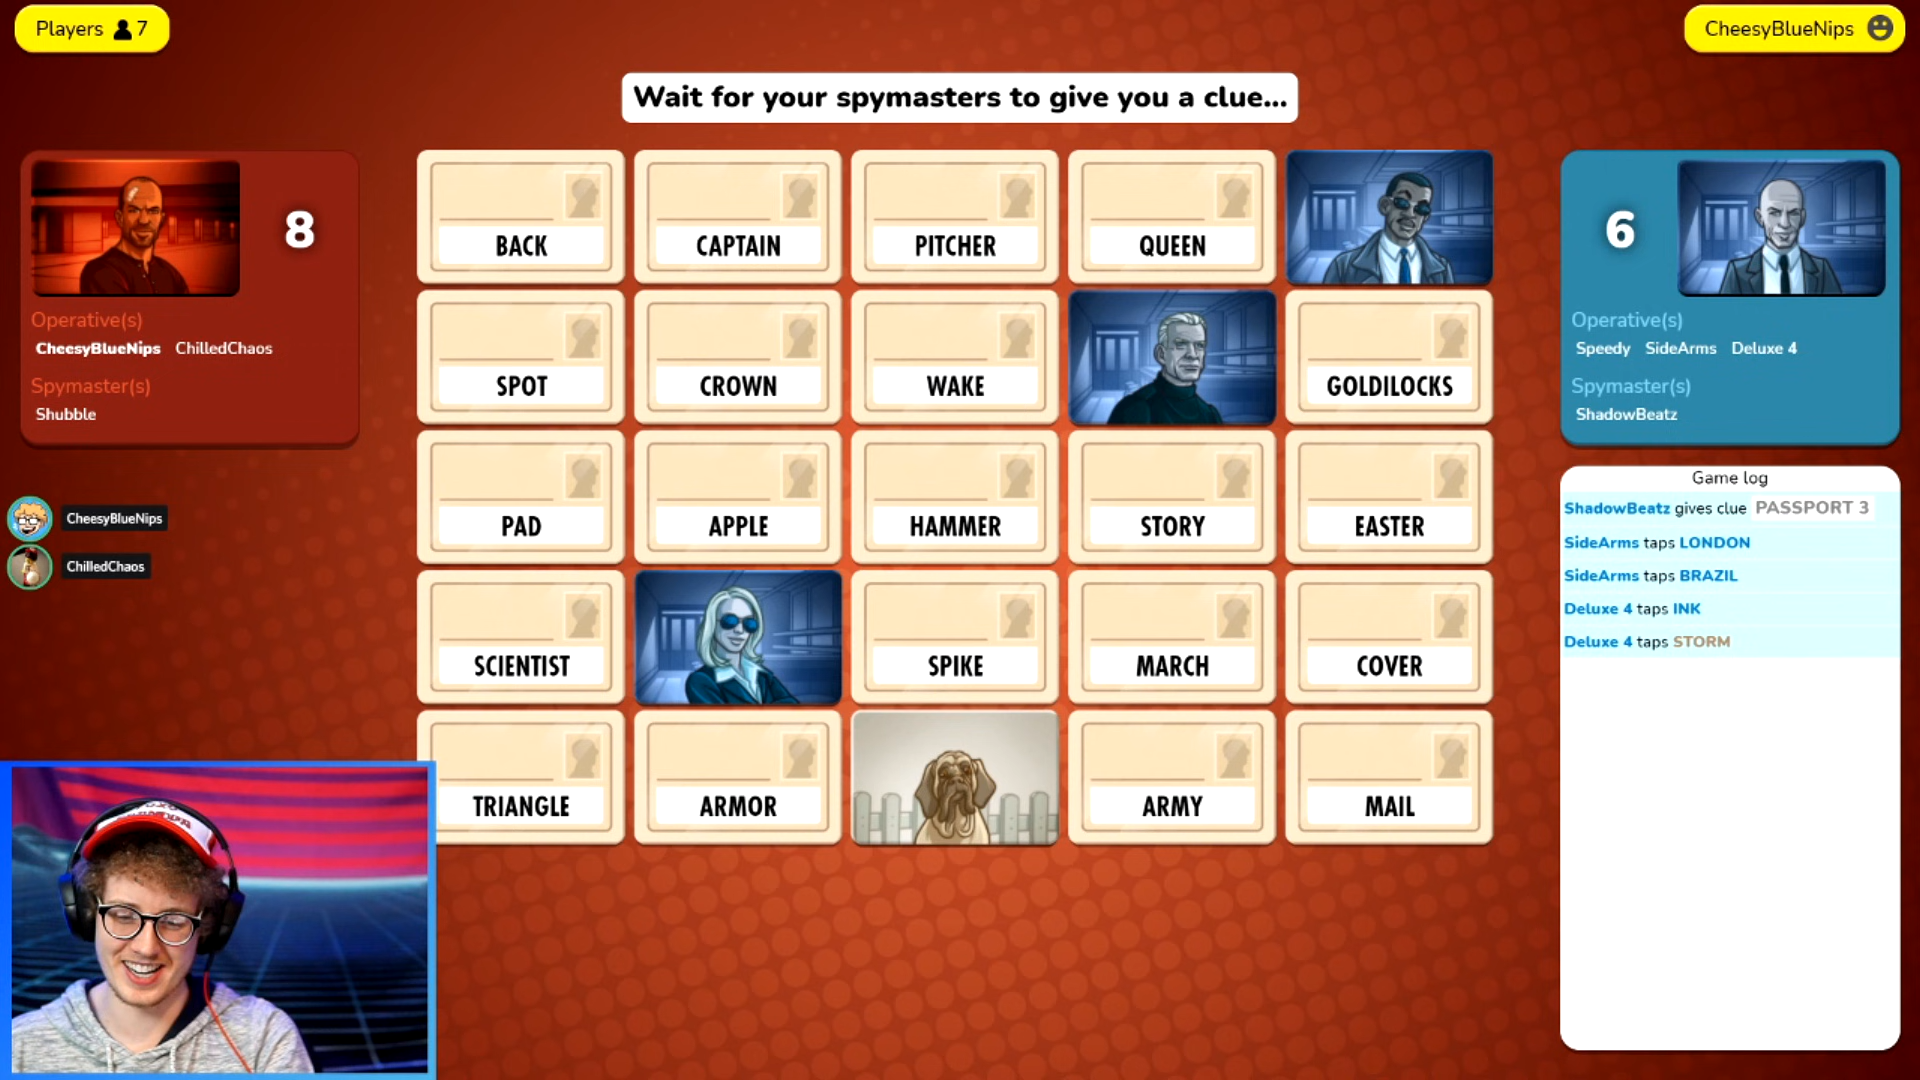 Players 7
CheesyBlueNips
Wait for your spymasters to give you a clue...
8
Operative(s)
CheesyBlueNips ChilledChaos
Spymaster(s)
Shubble
CheesyBlueNips
ChilledChaos
BACK
CAPTAIN
PITCHER
QUEEN
SPOT
CROWN
WAKE
GOLDILOCKS
PAD
APPLE
HAMMER
STORY
EASTER
SCIENTIST
SPIKE
MARCH
COVER
TRIANGLE
ARMOR
ARMY
MAIL
6
Operative(s)
Speedy SideArms Deluxe 4
Spymaster(s)
ShadowBeatz
Game log
ShadowBeatz gives clue PASSPORT 3
SideArms taps LONDON
SideArms taps BRAZIL
Deluxe 4 taps INK
Deluxe 4 taps STORM